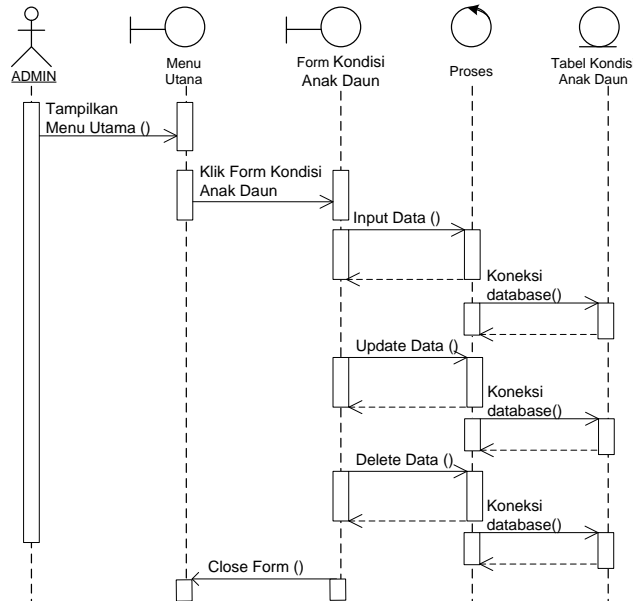 ADMIN
Menu
Utana
Form Kondisi
Anak Daun
Proses
Tabel Kondis
Anak Daun
Tampilkan
Menu Utama ()
Klik Form Kondisi
Anak Daun
Input Data ()
Koneksi
database()
Update Data ()
Koneksi
database()
Delete Data ()
Koneksi
database()
Close Form ()